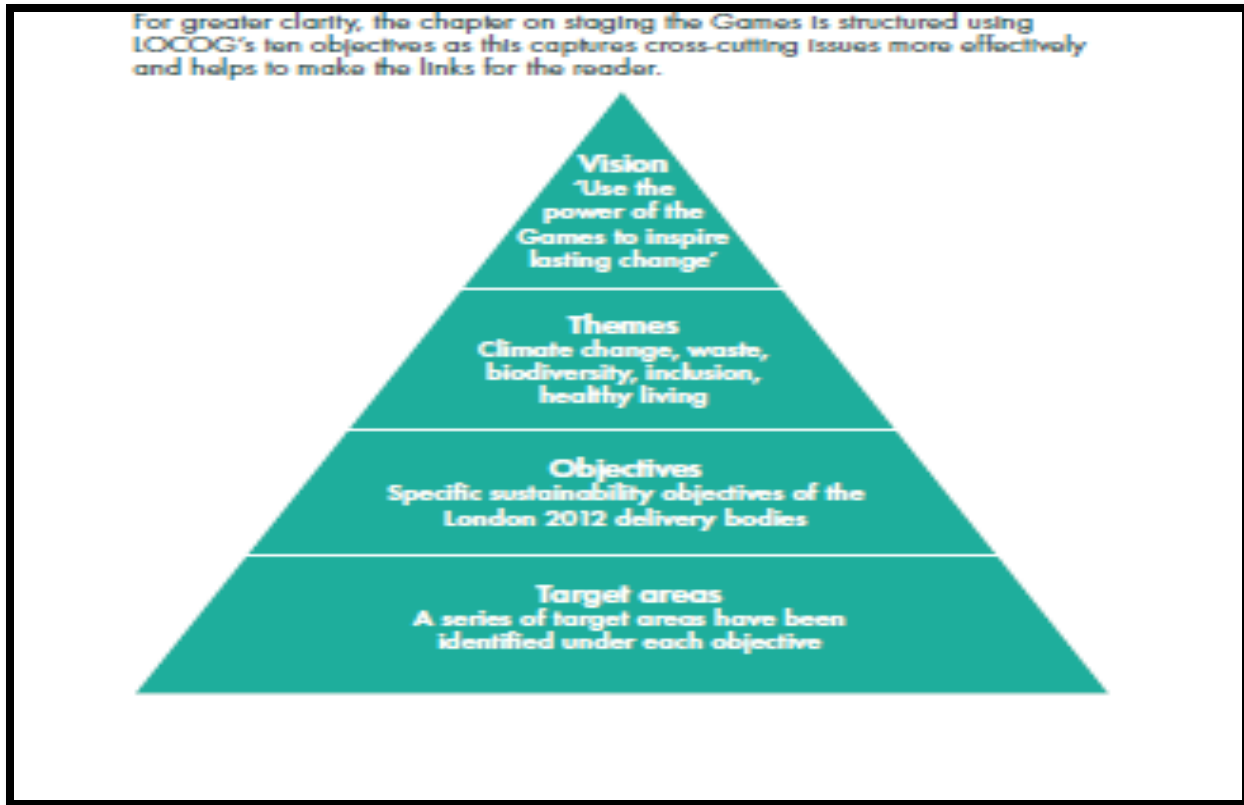 For greater clarity, the chapter on staging the Games is structured using
LOCOG's ten objectives as this captures cross-cutting issues more effectively
and helps to make the links for the reader.
Vision
'Use the
power of the
Games to inspire
lasting change'
Themes
Climate change, waste,
biodiversity, inclusion,
healthy living
Objectives
Specific sustainability objectives of the
London 2012 delivery bodies
Target areas
A series of target areas have been
identified under each objective